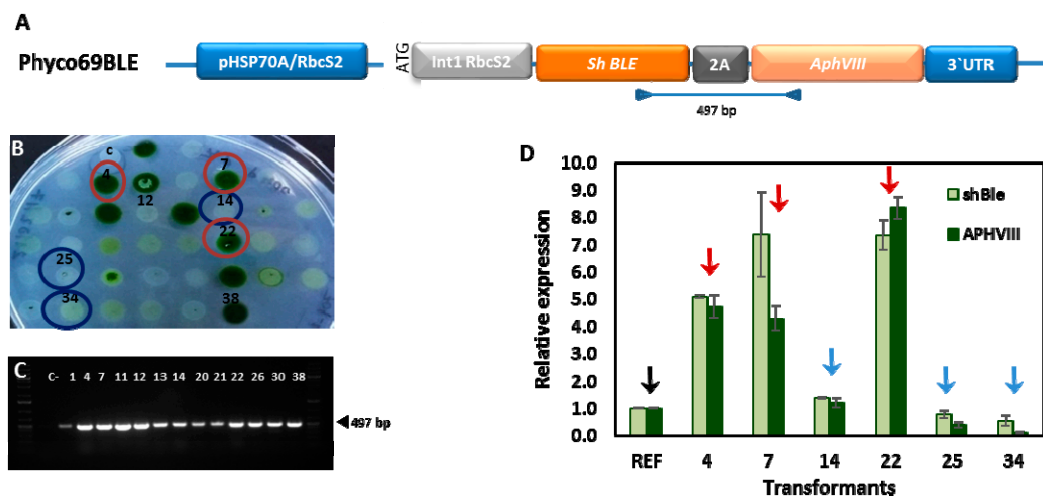 A
Phyco69BLE
pHSP70A/RbcS2
ATG
Int1 RbcS2
Sh BLE
2A
AphVIII
3`UTR
497 bp
B
c
4
7
12
14
22
25
34
38
C
C- 1 4 7 11 12 13 14 20 21 22 26 30 38
497 bp
D
Relative expression
10.0
9.0
8.0
7.0
6.0
5.0
4.0
3.0
2.0
1.0
0.0
shBle
APHVIII
REF 4 7 14 22 25 34
Transformants